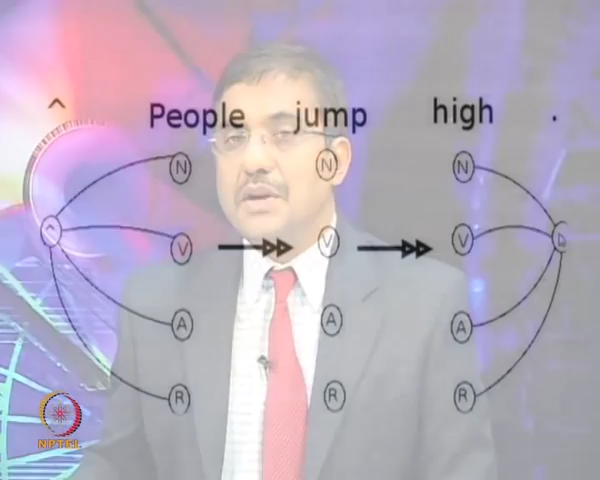 ^ People jump high .
^ N N N
V V V
A A A
R R R
NPTEL